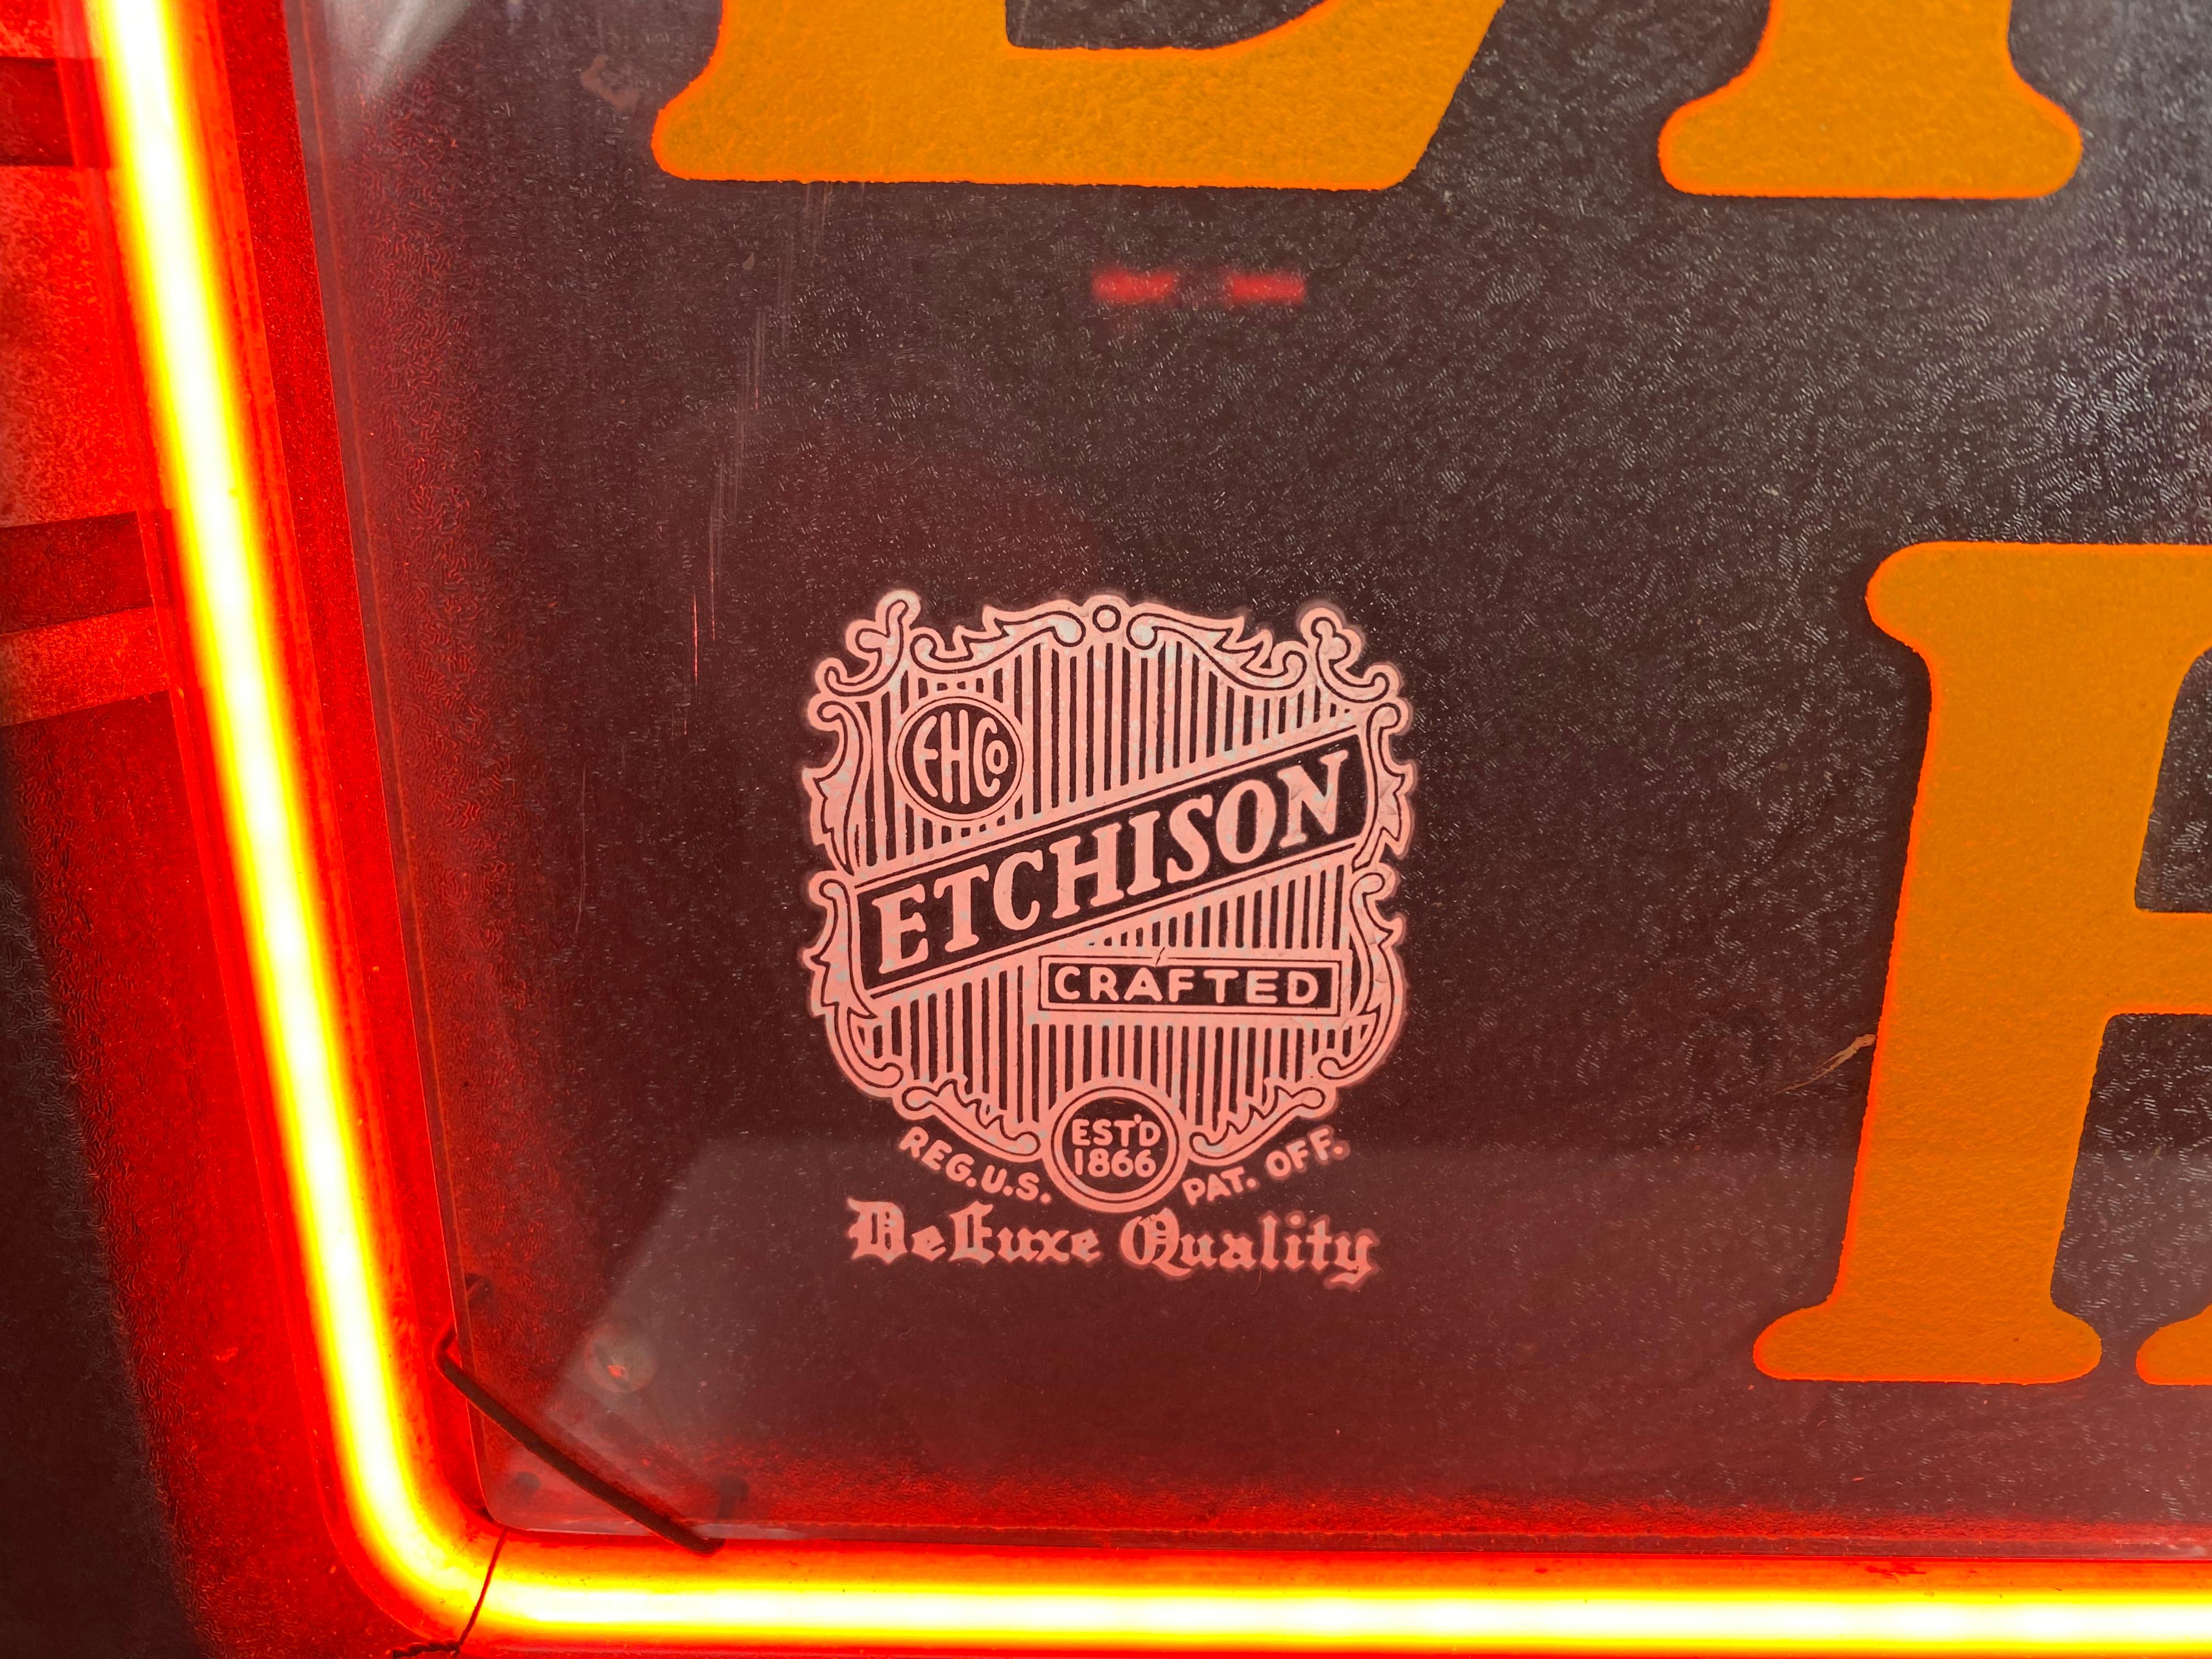 EHCo
ETCHISON
CRAFTED
EST'D
1866
REG. U.S. PAT. OFF.
DeLuxe Quality